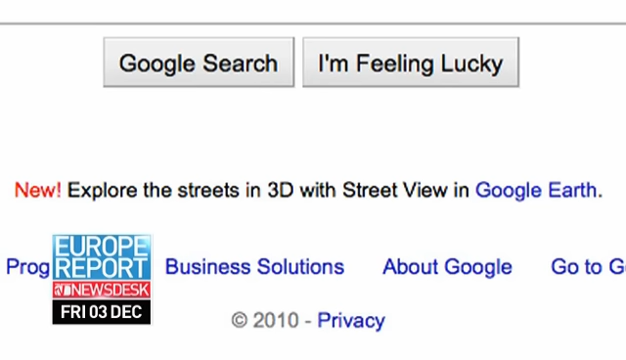 Google Search I'm Feeling Lucky
New! Explore the streets in 3D with Street View in Google Earth.
Prog Business Solutions About Google Go to G
EUROPE
REPORT
NEWSDESK
FRI 03 DEC
© 2010 - Privacy